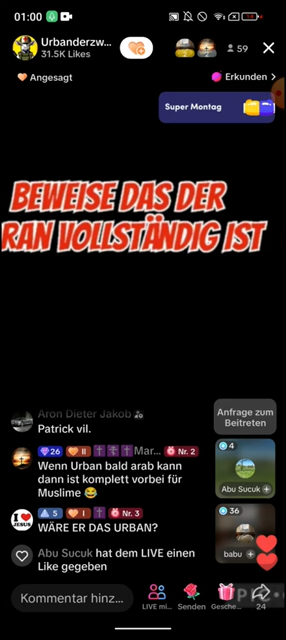 01:00
Urbanderzw...
31.5K Likes
59
Angesagt
Erkunden >
Super Montag
BEWEISE DAS DER
RAN VOLLSTÄNDIG IST
Anfrage zum
Beitreten
Aron Dieter Jakob
Patrick vil.
26 II Mar... Nr. 2
Wenn Urban bald arab kann
dann ist komplett vorbei für
Muslime 😂
4
Abu Sucuk +
I ❤ JESUS
5 I Nr. 3
WÄRE ER DAS URBAN?
36
babu +
Abu Sucuk hat dem LIVE einen
Like gegeben
Kommentar hinz...
LIVE mi...
Senden
Gesche...
24